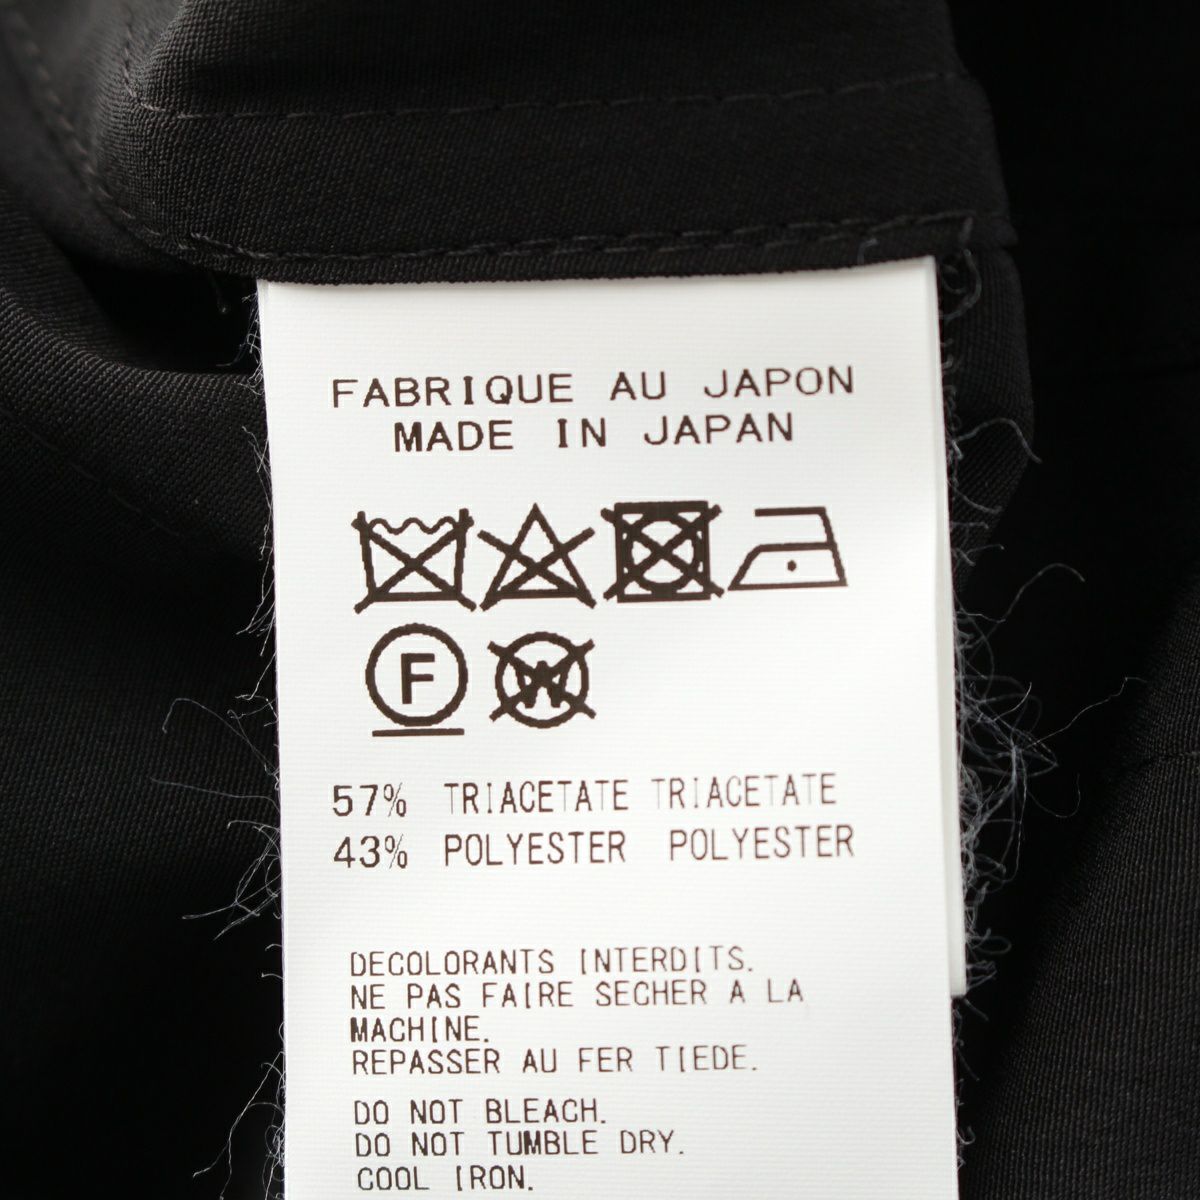 FABRIQUE AU JAPON
MADE IN JAPAN
F W
57% TRIACETATE TRIACETATE
43% POLYESTER POLYESTER
DECOLORANTS INTERDITS.
NE PAS FAIRE SECHER A LA
MACHINE.
REPASSER AU FER TIEDE.
DO NOT BLEACH.
DO NOT TUMBLE DRY.
COOL IRON.